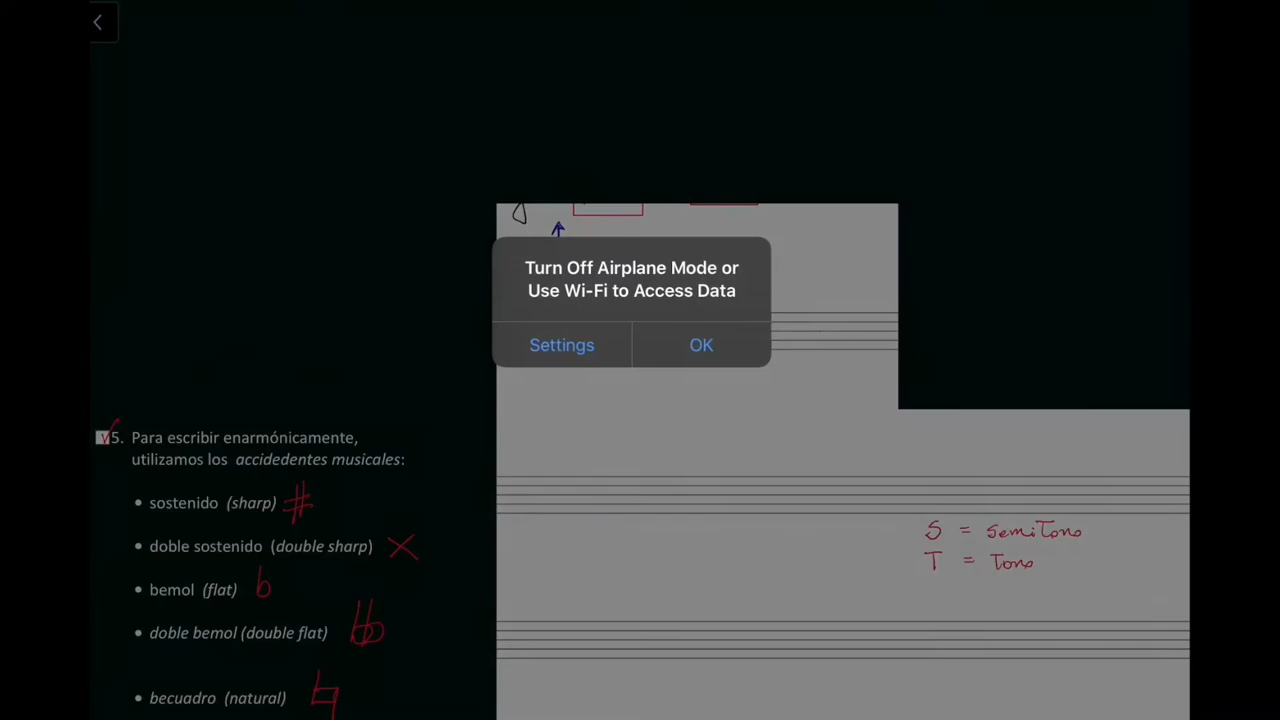 Turn Off Airplane Mode or
Use Wi-Fi to Access Data
Settings
OK
5. Para escribir enarmónicamente,
utilizamos los accidedentes musicales:
• sostenido (sharp) #
• doble sostenido (double sharp) X
• bemol (flat) b
• doble bemol (double flat) bb
• becuadro (natural) ♮
S = semitono
T = Tono